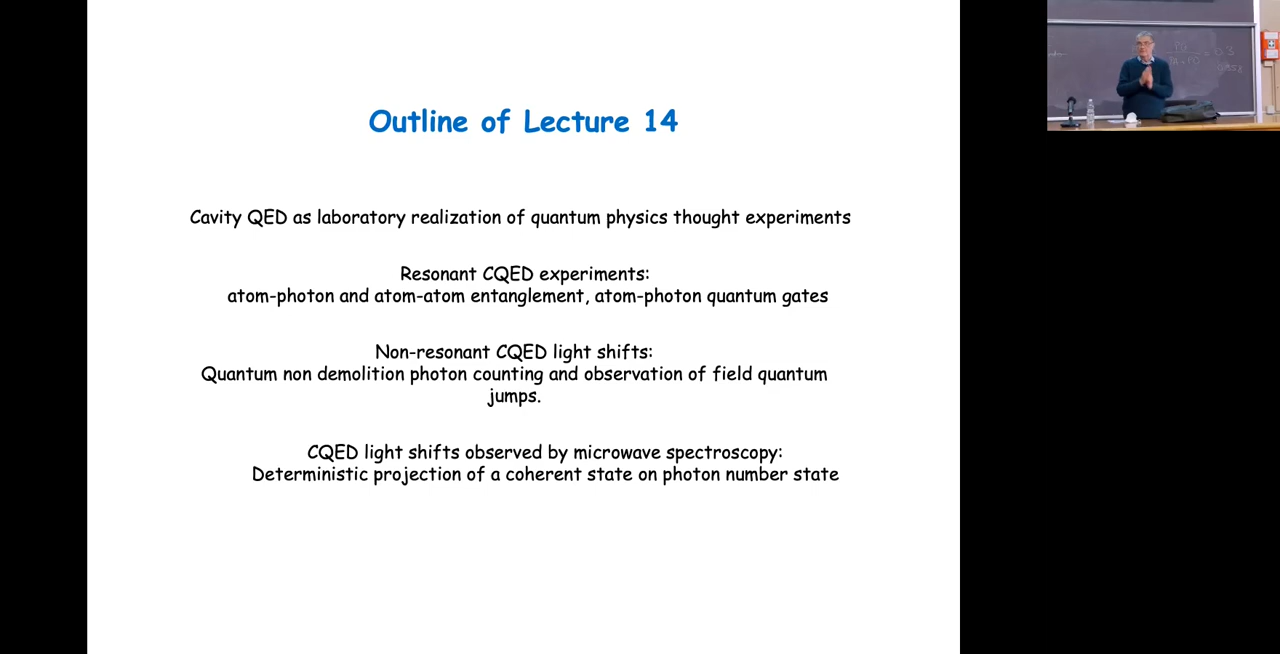 Outline of Lecture 14
Cavity QED as laboratory realization of quantum physics thought experiments
Resonant CQED experiments:
atom-photon and atom-atom entanglement, atom-photon quantum gates
Non-resonant CQED light shifts:
Quantum non demolition photon counting and observation of field quantum
jumps.
CQED light shifts observed by microwave spectroscopy:
Deterministic projection of a coherent state on photon number state